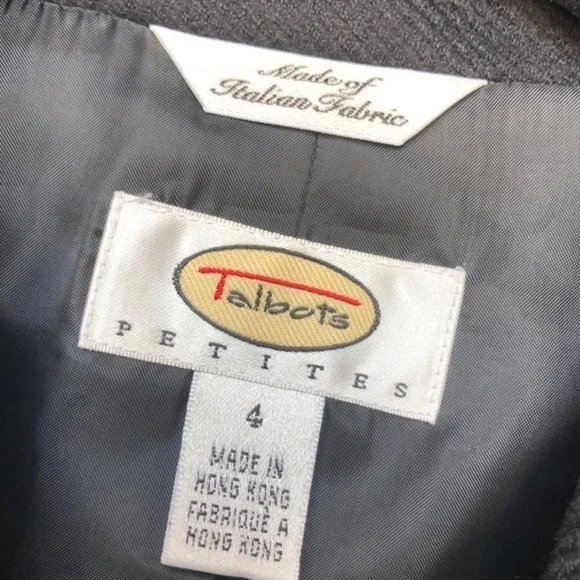 Made of
Italian Fabric
Talbots
PETITES
4
MADE IN
HONG KONG
FABRIQUÉ À
HONG KONG